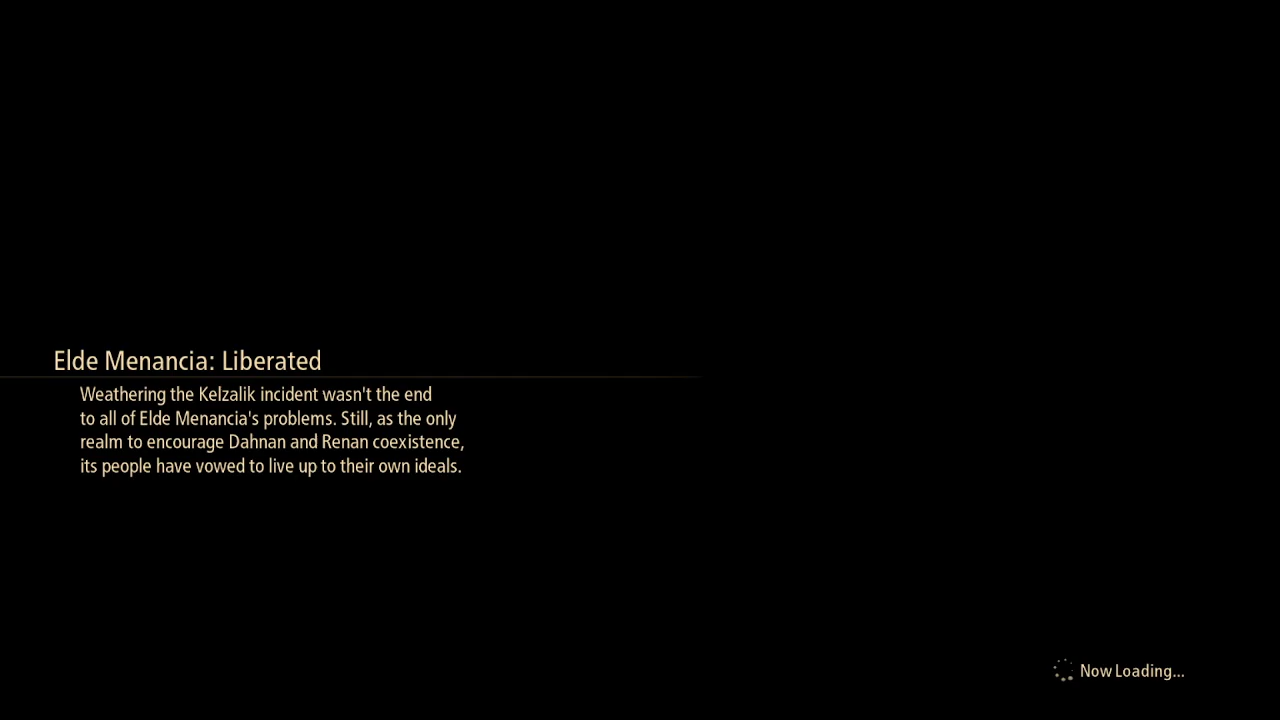 Elde Menancia: Liberated
Weathering the Kelzalik incident wasn't the end
to all of Elde Menancia's problems. Still, as the only
realm to encourage Dahnan and Renan coexistence,
its people have vowed to live up to their own ideals.
Now Loading...